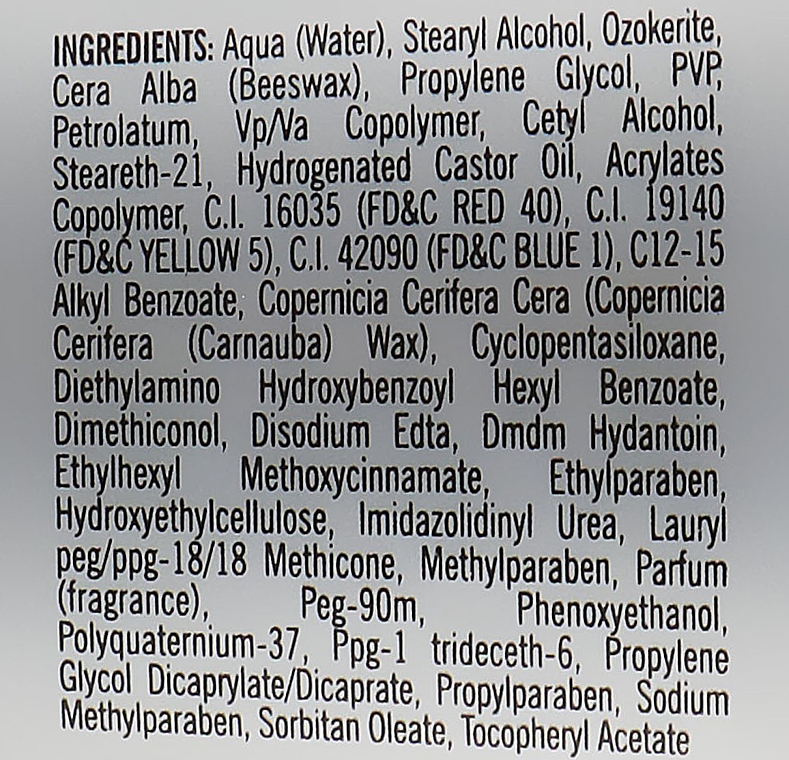 INGREDIENTS: Aqua (Water), Stearyl Alcohol, Ozokerite,
Cera Alba (Beeswax), Propylene Glycol, PVP,
Petrolatum, Vp/Va Copolymer, Cetyl Alcohol,
Steareth-21, Hydrogenated Castor Oil, Acrylates
Copolymer, C.I. 16035 (FD&C RED 40), C.I. 19140
(FD&C YELLOW 5), C.I. 42090 (FD&C BLUE 1), C12-15
Alkyl Benzoate, Copernicia Cerifera Cera (Copernicia
Cerifera (Carnauba) Wax), Cyclopentasiloxane,
Diethylamino Hydroxybenzoyl Hexyl Benzoate,
Dimethiconol, Disodium Edta, Dmdm Hydantoin,
Ethylhexyl Methoxycinnamate, Ethylparaben,
Hydroxyethylcellulose, Imidazolidinyl Urea, Lauryl
peg/ppg-18/18 Methicone, Methylparaben, Parfum
(fragrance), Peg-90m, Phenoxyethanol,
Polyquaternium-37, Ppg-1 trideceth-6, Propylene
Glycol Dicaprylate/Dicaprate, Propylparaben, Sodium
Methylparaben, Sorbitan Oleate, Tocopheryl Acetate